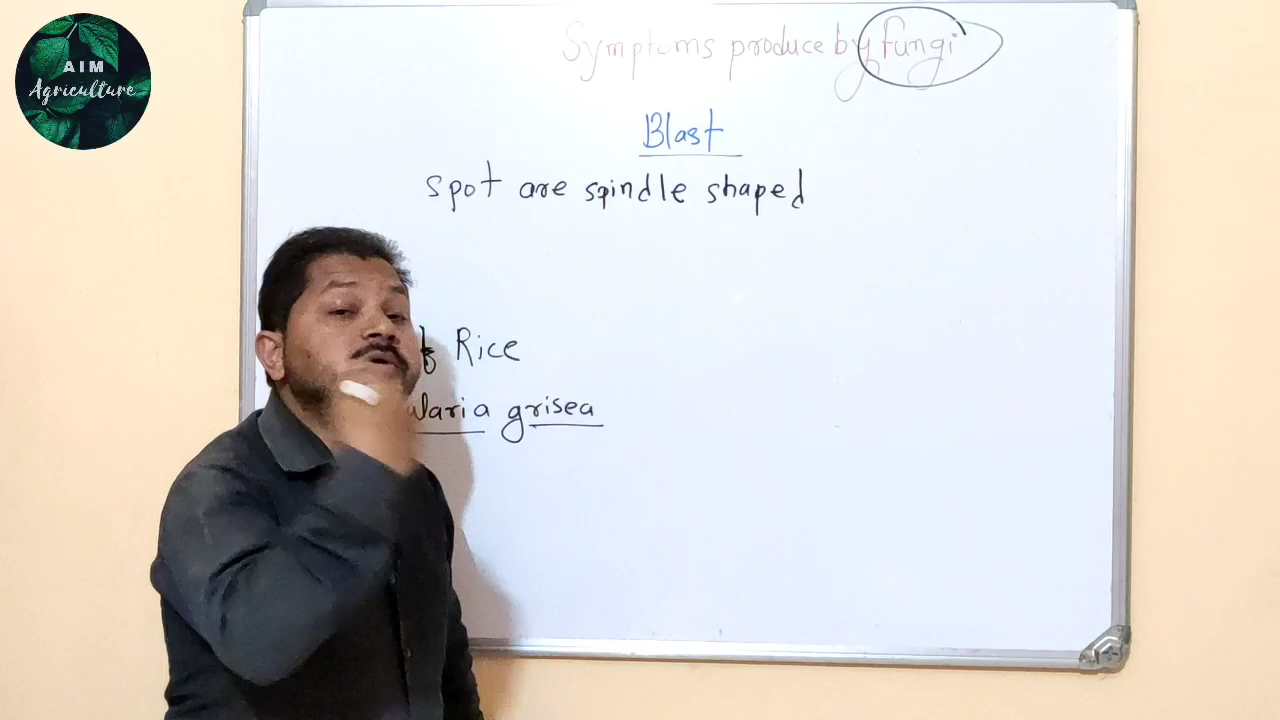 AIM
Agriculture
Symptoms produce by fungi
Blast
Spot are spindle shaped
Rice
grisea